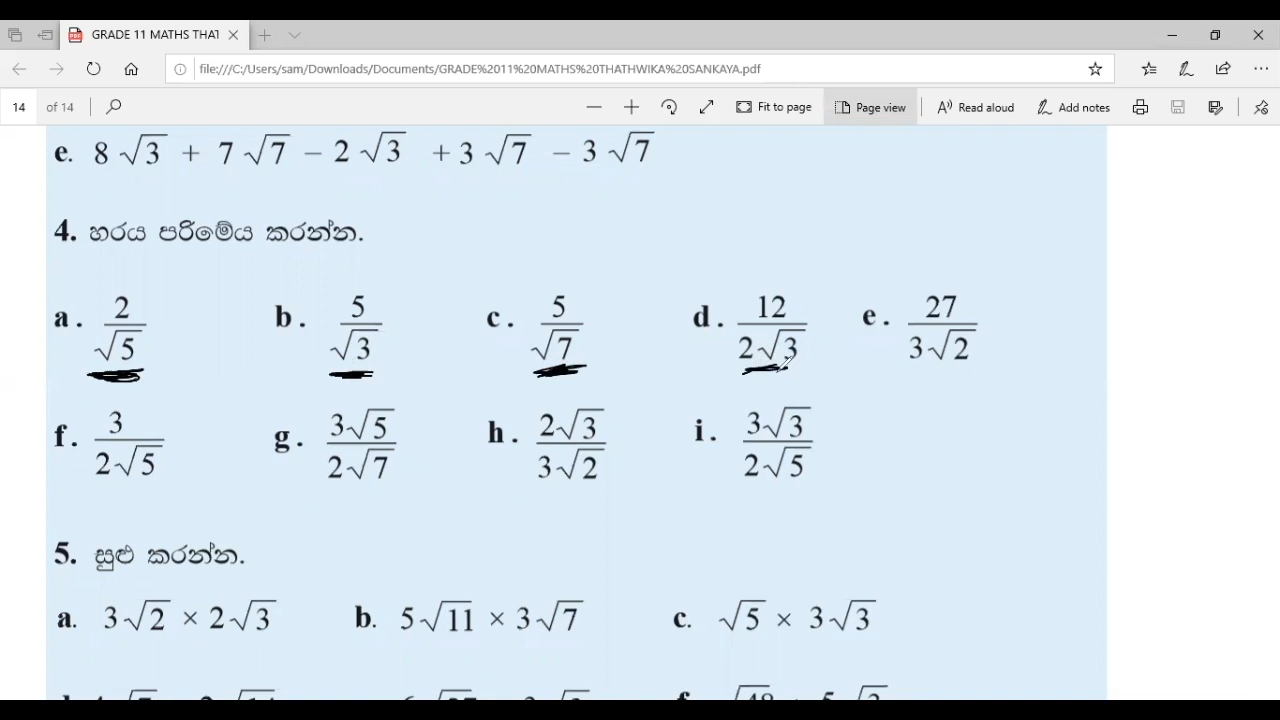 GRADE 11 MATHS THAT
file:///C:/Users/sam/Downloads/Documents/GRADE%2011%20MATHS%20THATHWIKA%20SANKAYA.pdf
14 of 14 Fit to page Page view Read aloud Add notes
e. 8√3 + 7√7 − 2√3 + 3√7 − 3√7
4. හරය පරිමේය කරන්න.
a. 2/√5 b. 5/√3 c. 5/√7 d. 12/2√3 e. 27/3√2
f. 3/2√5 g. 3√5/2√7 h. 2√3/3√2 i. 3√3/2√5
5. සුළු කරන්න.
a. 3√2 × 2√3 b. 5√11 × 3√7 c. √5 × 3√3